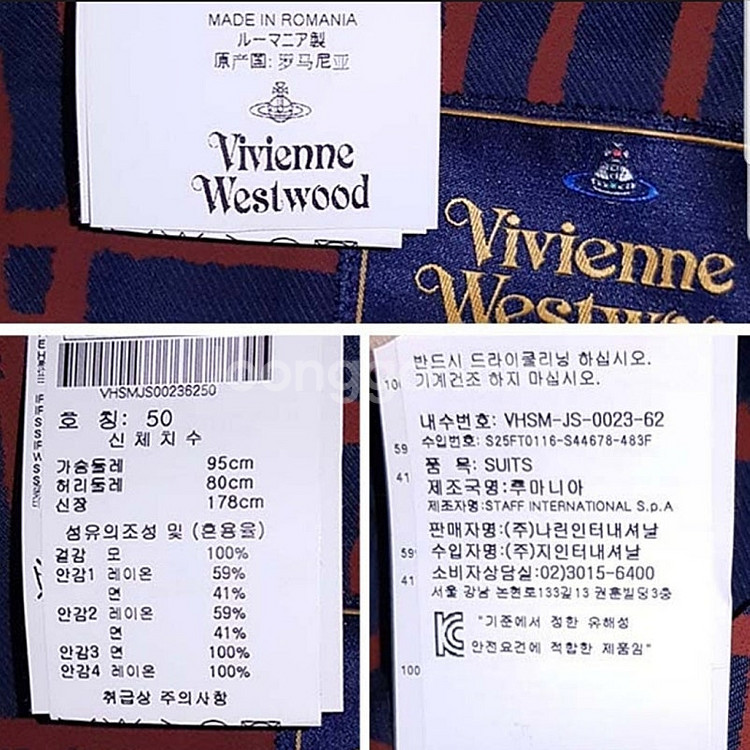 MADE IN ROMANIA
ルーマニア製
原产国: 罗马尼亚
Vivienne
Westwood
Vivienne
Westwood
VHSMJS00236250
호 칭: 50
신 체 치 수
가슴둘레 95cm
허리둘레 80cm
신장 178cm
섬유의조성 및 (혼용율)
겉감 모 100%
안감1 레이온 59%
면 41%
안감2 레이온 59%
면 41%
안감3 면 100%
안감4 레이온 100%
취급상 주의사항
반드시 드라이클리닝 하십시오.
기계건조 하지 마십시오.
내수번호: VHSM-JS-0023-62
수입번호: S25FT0116-S44678-483F
품 목: SUITS
제조국명:루마니아
제조자명:STAFF INTERNATIONAL S.p.A
판매자명:(주)나린인터내셔날
수입자명:(주)지인터내셔날
소비자상담실:02)3015-6400
서울 강남 논현로133길13 권훈빌딩3층
"기준에서 정한 유해성
안전요건에 적합한 제품임"
100
59
41
59
41
100